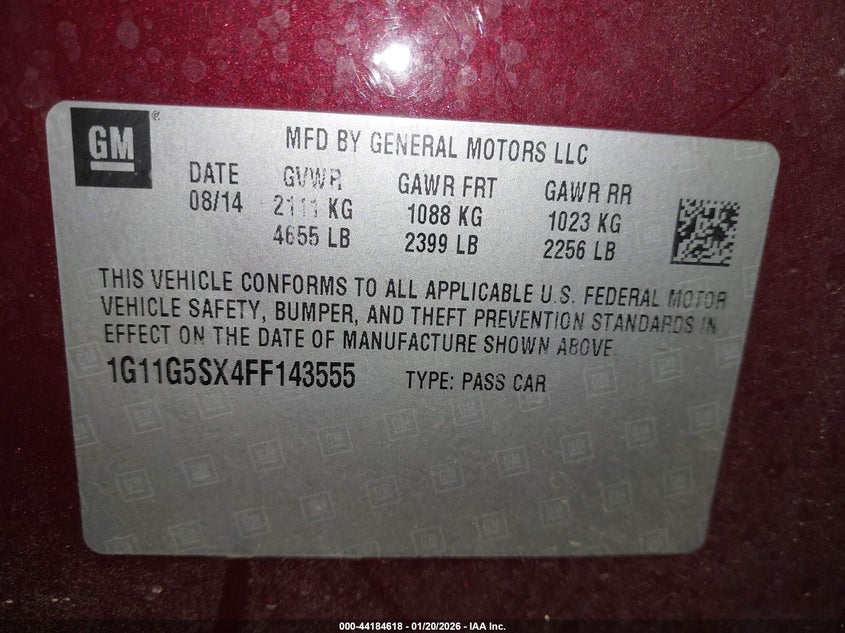 GM
MFD BY GENERAL MOTORS LLC
DATE GVWR GAWR FRT GAWR RR
08/14 2111 KG 1088 KG 1023 KG
4655 LB 2399 LB 2256 LB
THIS VEHICLE CONFORMS TO ALL APPLICABLE U.S. FEDERAL MOTOR
VEHICLE SAFETY, BUMPER, AND THEFT PREVENTION STANDARDS IN
EFFECT ON THE DATE OF MANUFACTURE SHOWN ABOVE.
1G11G5SX4FF143555 TYPE: PASS CAR
000-44184618 - 01/20/2026 - IAA Inc.